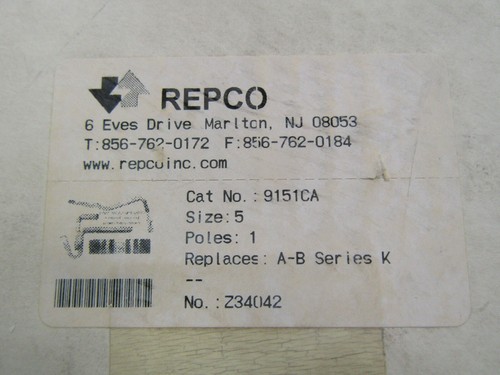 REPCO
6 Eves Drive Marlton, NJ 08053
T:856-762-0172 F:856-762-0184
www.repcoinc.com
Cat No.: 9151CA
Size: 5
Poles: 1
Replaces: A-B Series K
--
No.: Z34042